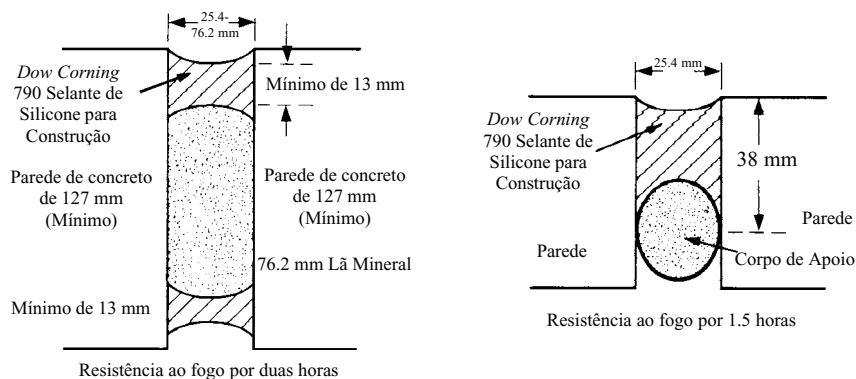 25.4-
76.2 mm
Dow Corning
790 Selante de
Silicone para
Construção
Mínimo de 13 mm
Parede de concreto
de 127 mm
(Mínimo)
Parede de concreto
de 127 mm
(Mínimo)
76.2 mm Lã Mineral
Mínimo de 13 mm
Resistência ao fogo por duas horas
25.4 mm
Dow Corning
790 Selante de
Silicone para
Construção
38 mm
Parede
Parede
Corpo de Apoio
Resistência ao fogo por 1.5 horas